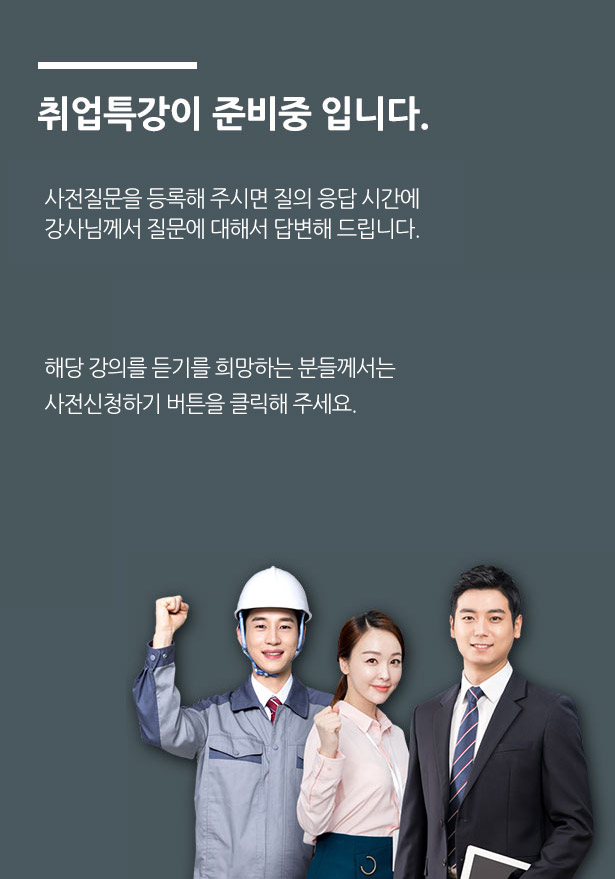 취업특강이 준비중 입니다.
사전질문을 등록해 주시면 질의 응답 시간에
강사님께서 질문에 대해서 답변해 드립니다.
해당 강의를 듣기를 희망하는 분들께서는
사전신청하기 버튼을 클릭해 주세요.